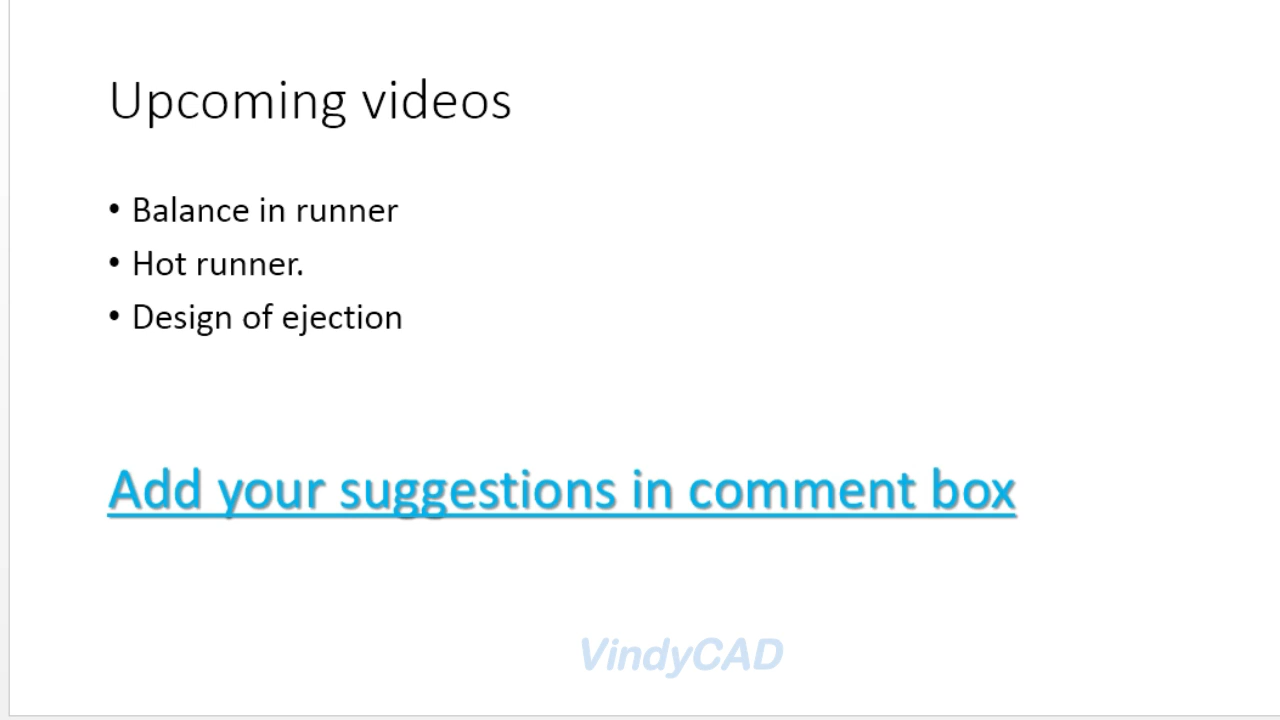 Upcoming videos
• Balance in runner
• Hot runner.
• Design of ejection
Add your suggestions in comment box
VindyCAD